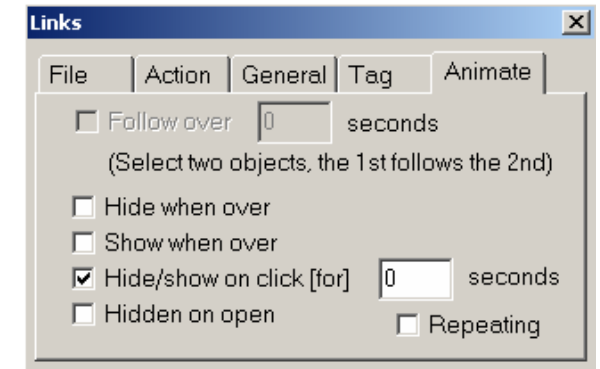 Links
File Action General Tag Animate
Follow over 0 seconds
(Select two objects, the 1st follows the 2nd)
Hide when over
Show when over
Hide/show on click [for] 0 seconds
Hidden on open
Repeating